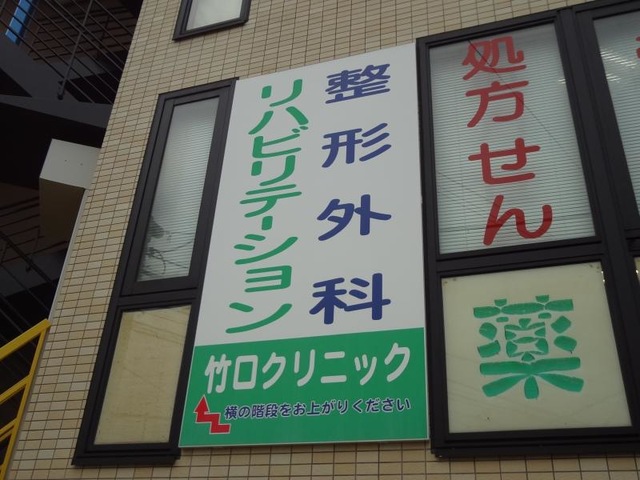 整形外科
リハビリテーション
竹口クリニック
横の階段をお上がりください
処方せん
薬